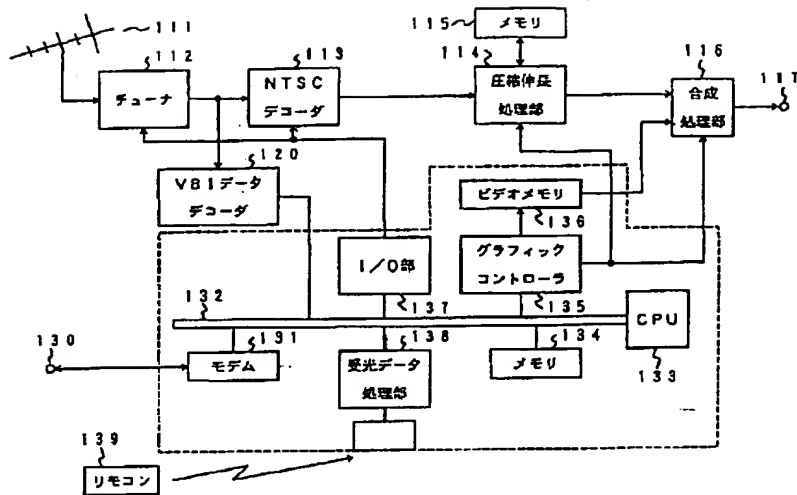 111
112
チューナ
113
NTSC
デコーダ
115
メモリ
114
圧縮伸長
処理部
116
合成
処理部
117
120
VBIデータ
デコーダ
ビデオメモリ
136
I/O部
137
グラフィック
コントローラ
135
132
CPU
133
130
131
モデム
138
受光データ
処理部
134
メモリ
139
リモコン